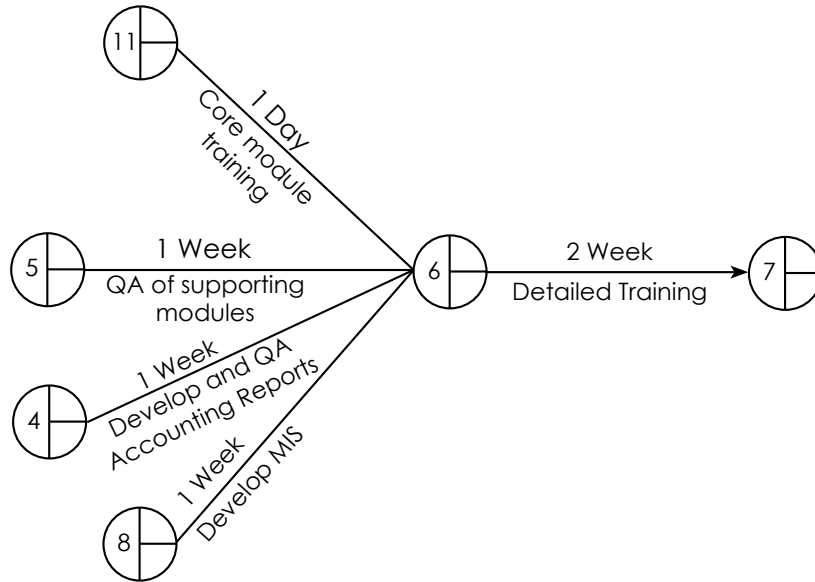 11
1 Day
Core module
training
5
1 Week
QA of supporting
modules
6
2 Week
Detailed Training
7
4
1 Week
Develop and QA
Accounting Reports
8
1 Week
Develop MIS